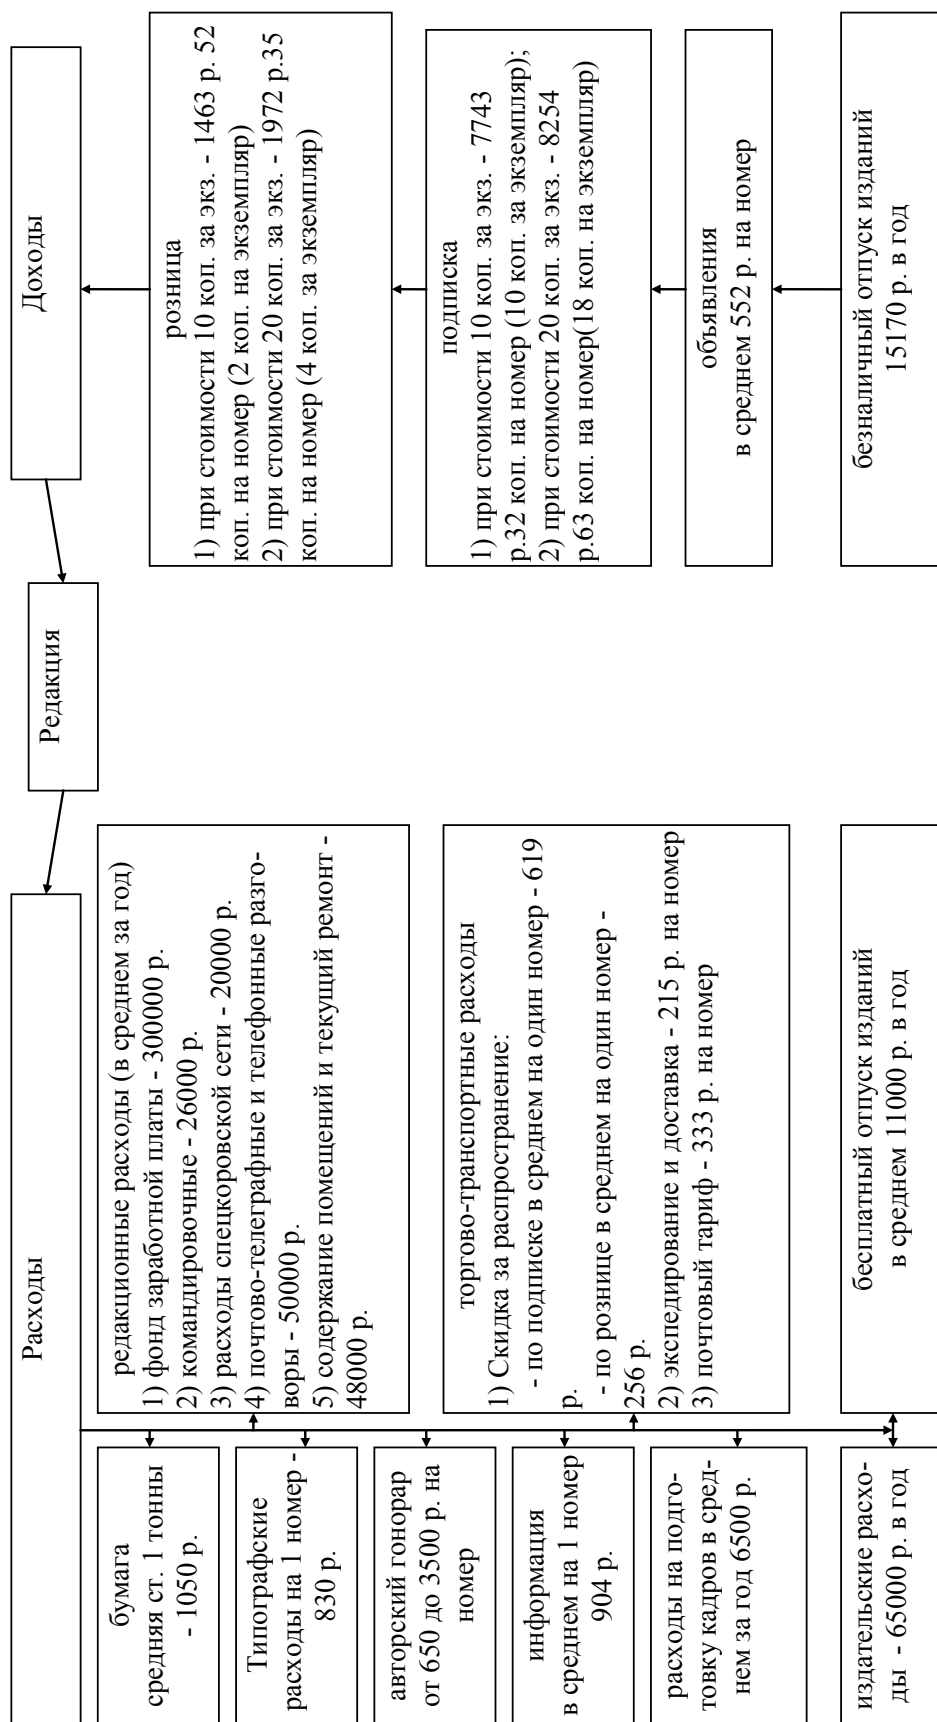 Расходы
Редакция
Доходы
бумага
средняя ст. 1 тонны
- 1050 р.
Типографские
расходы на 1 номер -
830 р.
авторский гонорар
от 650 до 3500 р. на
номер
информация
в среднем на 1 номер
904 р.
расходы на подго-
товку кадров в сред-
нем за год 6500 р.
издательские расхо-
ды - 65000 р. в год
редакционные расходы (в среднем за год)
1) фонд заработной платы - 300000 р.
2) командировочные - 26000 р.
3) расходы спецкоровской сети - 20000 р.
4) почтово-телеграфные и телефонные разго-
воры - 50000 р.
5) содержание помещений и текущий ремонт -
48000 р.
торгово-транспортные расходы
1) Скидка за распространение:
- по подписке в среднем на один номер - 619
р.
- по рознице в среднем на один номер -
256 р.
2) экспедирование и доставка - 215 р. на номер
3) почтовый тариф - 333 р. на номер
бесплатный отпуск изданий
в среднем 11000 р. в год
розница
1) при стоимости 10 коп. за экз. - 1463 р. 52
коп. на номер (2 коп. на экземпляр)
2) при стоимости 20 коп. за экз. - 1972 р.35
коп. на номер (4 коп. за экземпляр)
подписка
1) при стоимости 10 коп. за экз. - 7743
р.32 коп. на номер (10 коп. за экземпляр);
2) при стоимости 20 коп. за экз. - 8254
р.63 коп. на номер(18 коп. на экземпляр)
объявления
в среднем 552 р. на номер
безналичный отпуск изданий
15170 р. в год